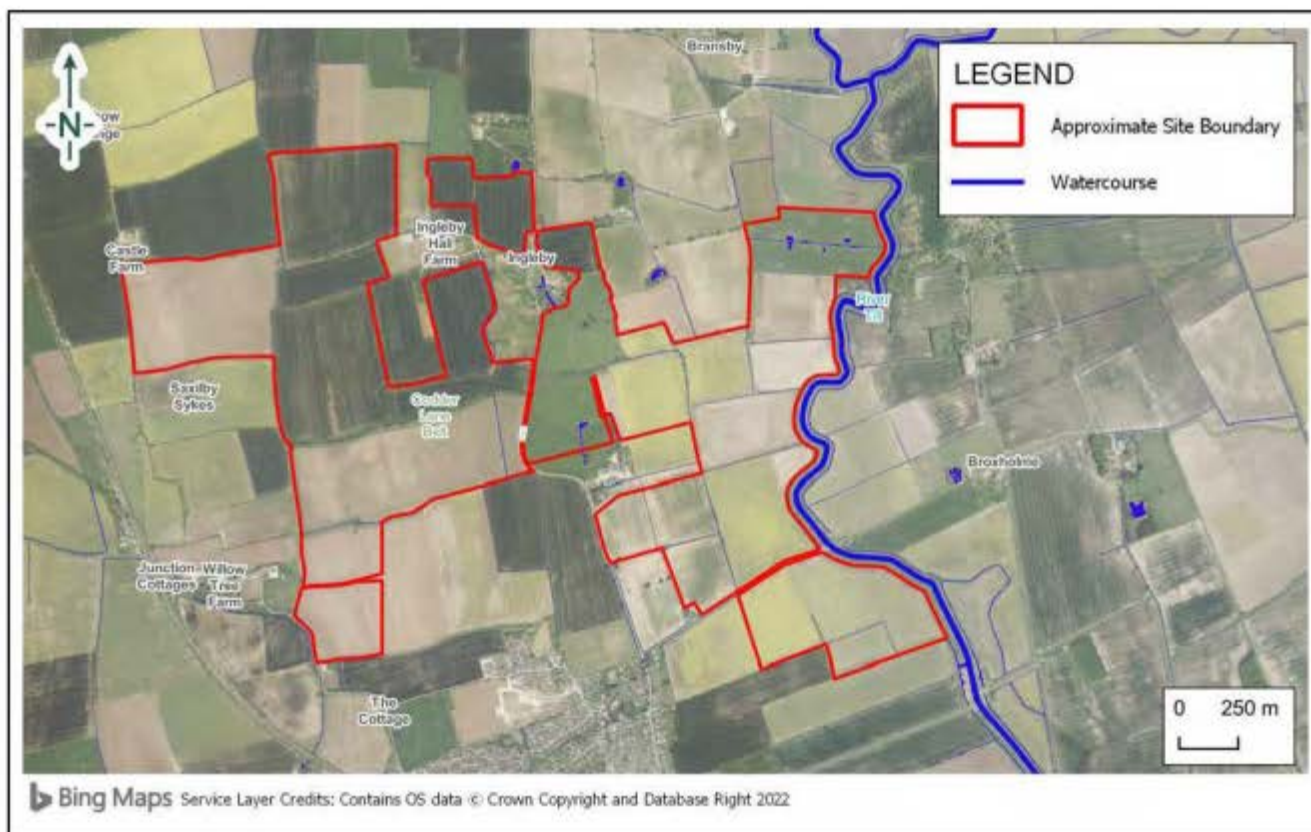 Bransby
LEGEND
Approximate Site Boundary
Watercourse
N
Castle
Farm
Ingleby
Hall
Farm
Ingleby
River
Till
Saxilby
Sykes
Codder
Lane
Belt
Broxholme
Junction
Cottages
Willow
Tree
Farm
The
Cottage
0 250 m
Bing Maps Service Layer Credits: Contains OS data © Crown Copyright and Database Right 2022